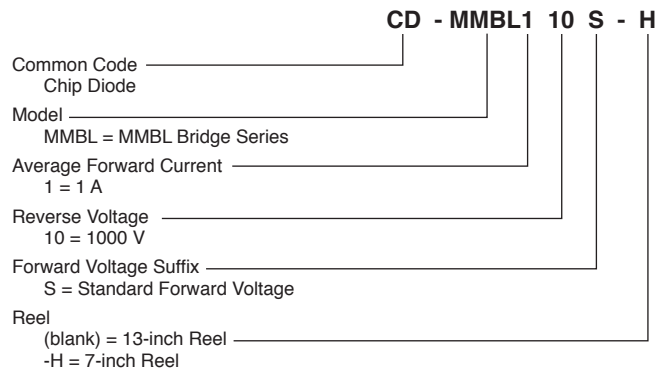 CD - MMBL1 10 S - H
Common Code
Chip Diode
Model
MMBL = MMBL Bridge Series
Average Forward Current
1 = 1 A
Reverse Voltage
10 = 1000 V
Forward Voltage Suffix
S = Standard Forward Voltage
Reel
(blank) = 13-inch Reel
-H = 7-inch Reel